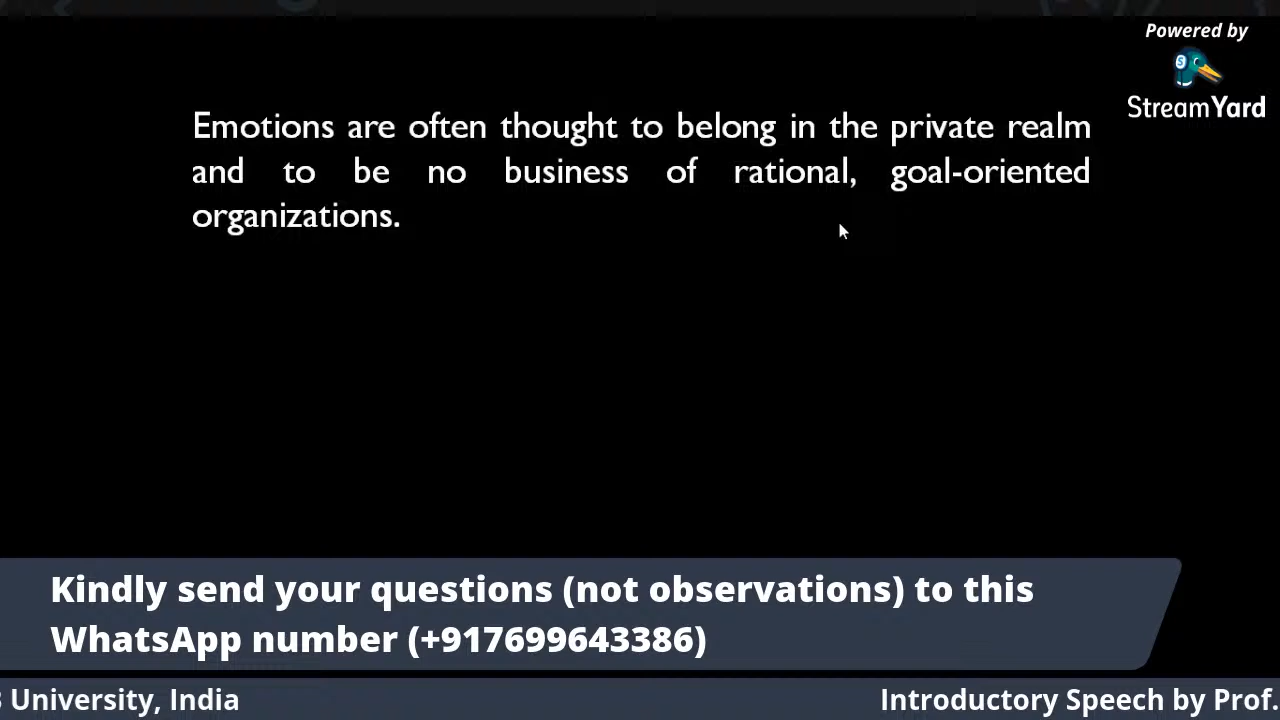 Powered by
StreamYard
Emotions are often thought to belong in the private realm
and to be no business of rational, goal-oriented
organizations.
Kindly send your questions (not observations) to this
WhatsApp number (+917699643386)
University, India
Introductory Speech by Prof.